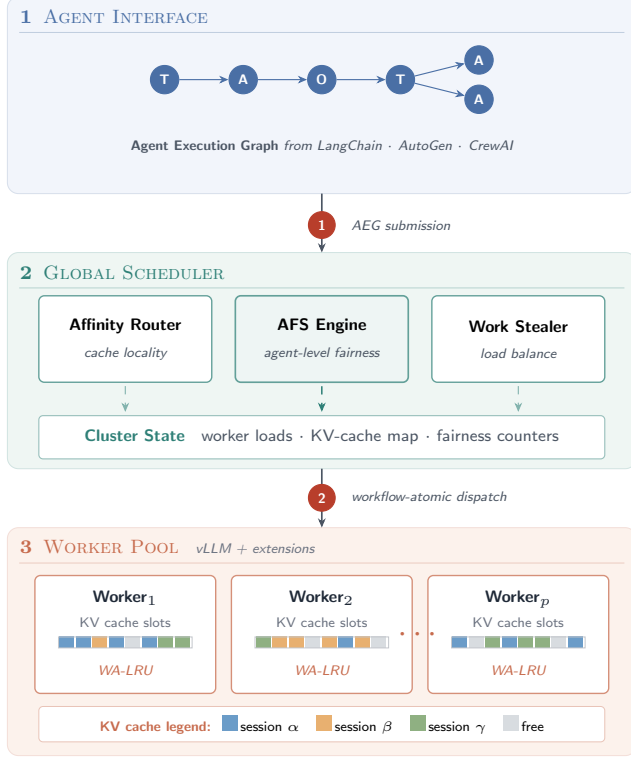 1 Agent Interface
T A O T A
A
Agent Execution Graph from LangChain · AutoGen · CrewAI
1 AEG submission
2 Global Scheduler
Affinity Router AFS Engine Work Stealer
cache locality agent-level fairness load balance
Cluster State worker loads · KV-cache map · fairness counters
2 workflow-atomic dispatch
3 Worker Pool vLLM + extensions
Worker1 Worker2 Workerp
KV cache slots KV cache slots KV cache slots
· · ·
WA-LRU WA-LRU WA-LRU
KV cache legend: session α session β session γ free